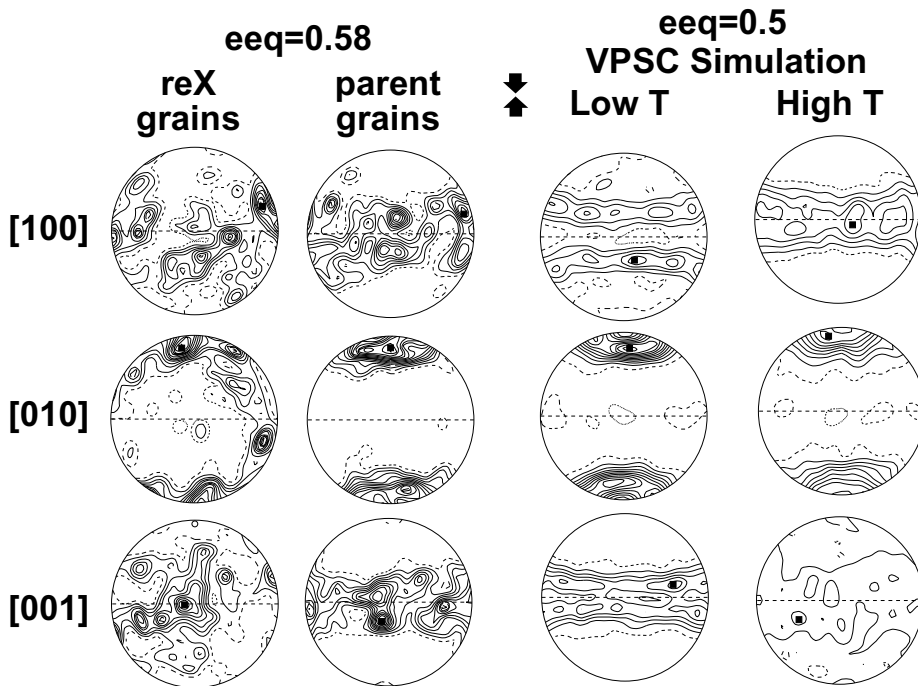 eeq=0.58
eeq=0.5
VPSC Simulation
reX
grains
parent
grains
Low T
High T
[100]
[010]
[001]